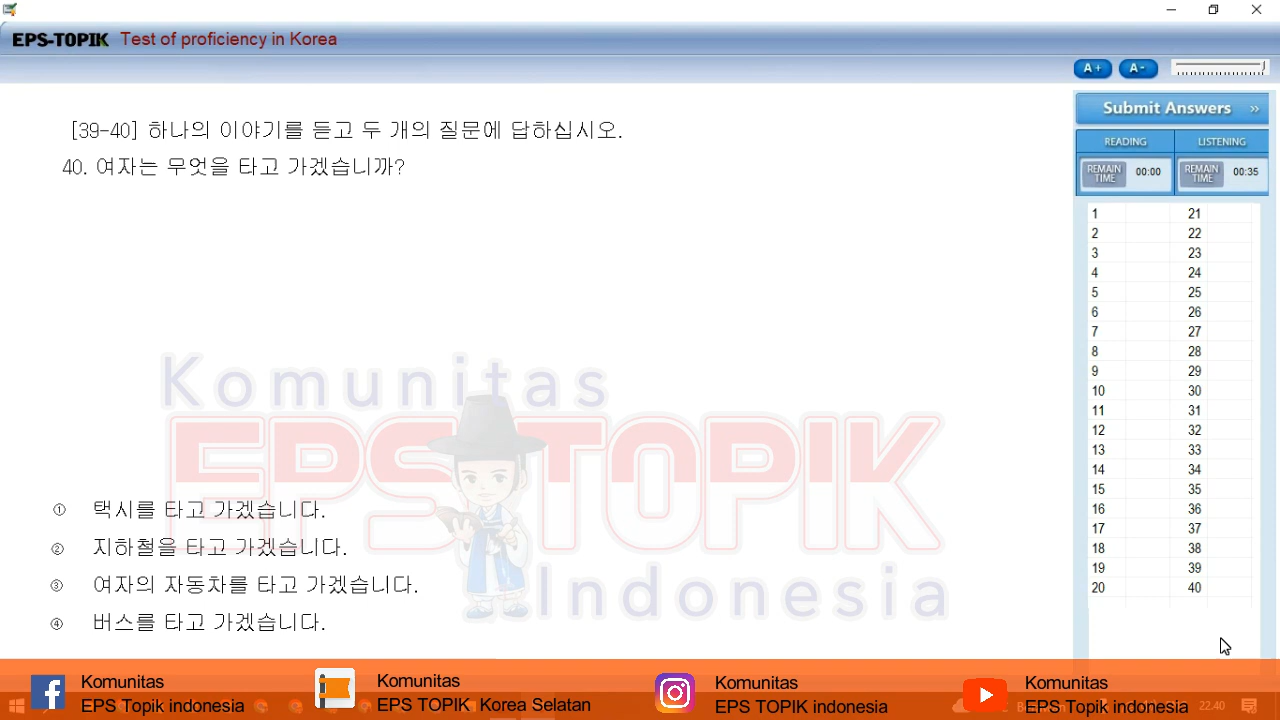 EPS-TOPIK Test of proficiency in Korea
A+ A-
Submit Answers »
READING LISTENING
REMAIN TIME 00:00 REMAIN TIME 00:35
[39-40] 하나의 이야기를 듣고 두 개의 질문에 답하십시오.
40. 여자는 무엇을 타고 가겠습니까?
1 21
2 22
3 23
4 24
5 25
6 26
7 27
8 28
9 29
10 30
11 31
12 32
13 33
14 34
15 35
16 36
17 37
18 38
19 39
20 40
Komunitas
EPS TOPIK
Indonesia
① 택시를 타고 가겠습니다.
② 지하철을 타고 가겠습니다.
③ 여자의 자동차를 타고 가겠습니다.
④ 버스를 타고 가겠습니다.
Komunitas
EPS Topik indonesia
Komunitas
EPS TOPIK Korea Selatan
Komunitas
EPS TOPIK indonesia
Komunitas
EPS Topik indonesia
22.40